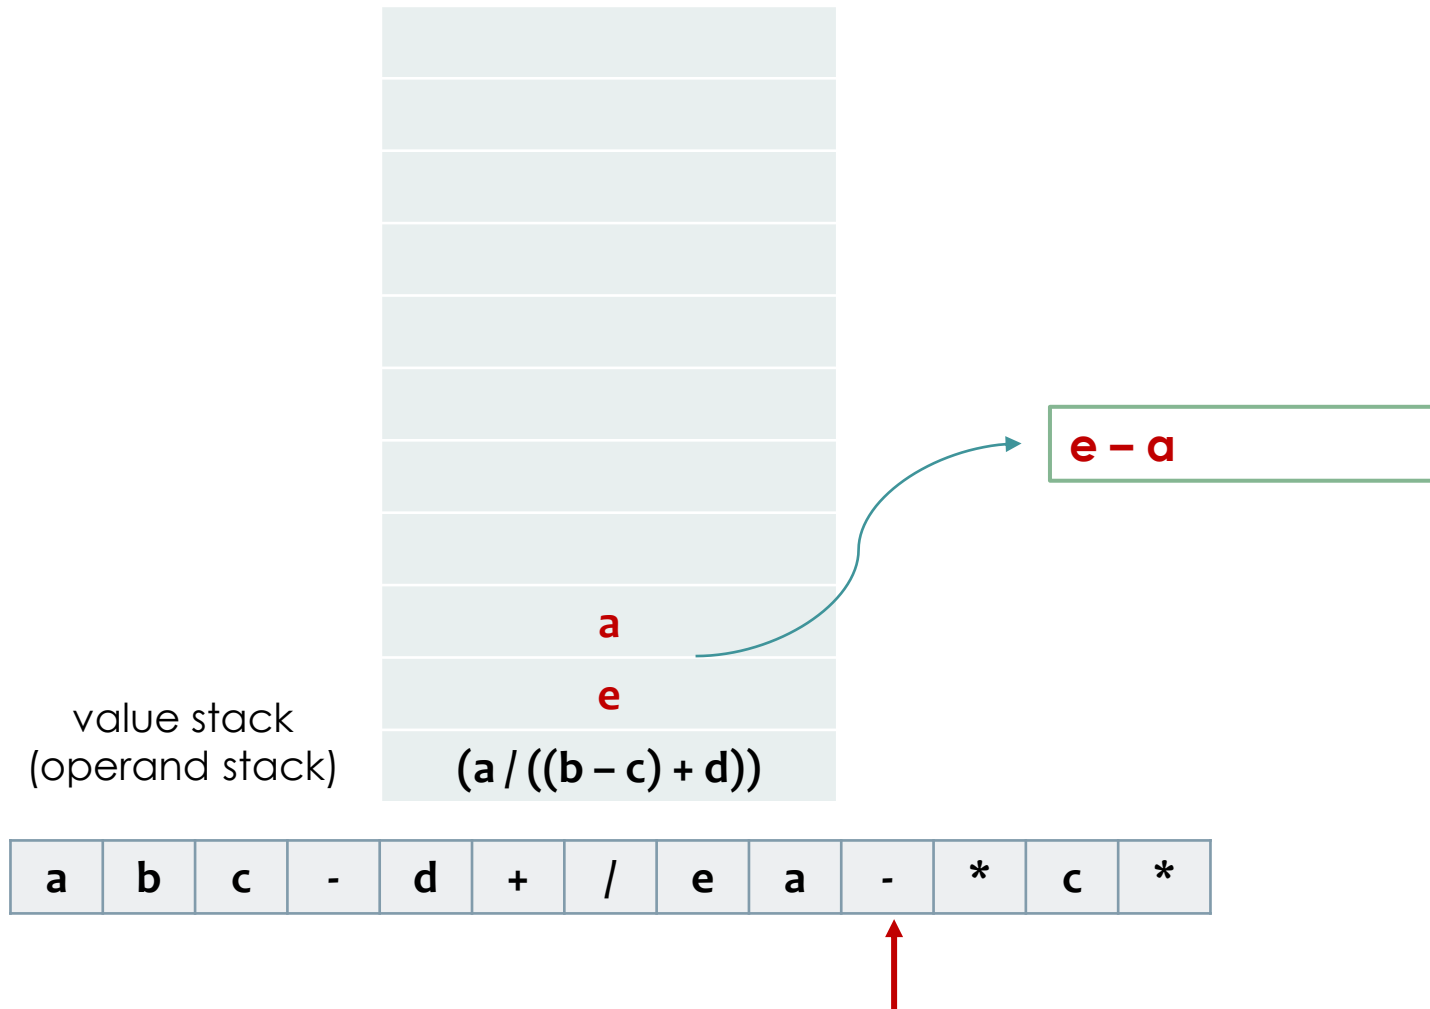 e – a
a
e
value stack
(operand stack)
(a / ((b – c) + d))
a b c - d + / e a - * c *